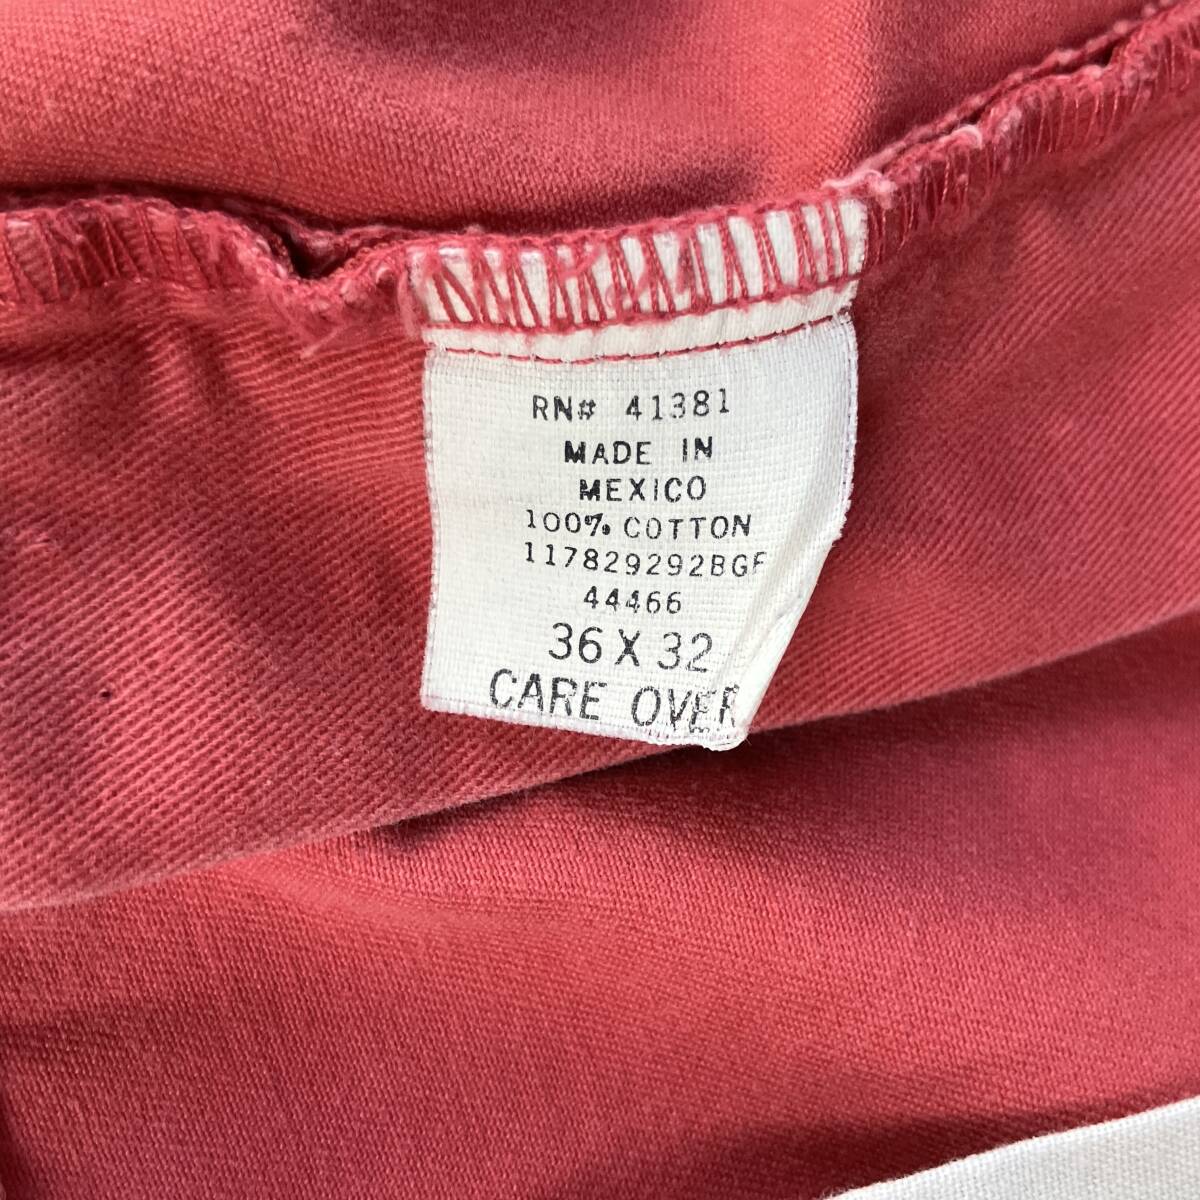 RN# 41381
MADE IN
MEXICO
100% COTTON
117829292BGF
44466
36 X 32
CARE OVER